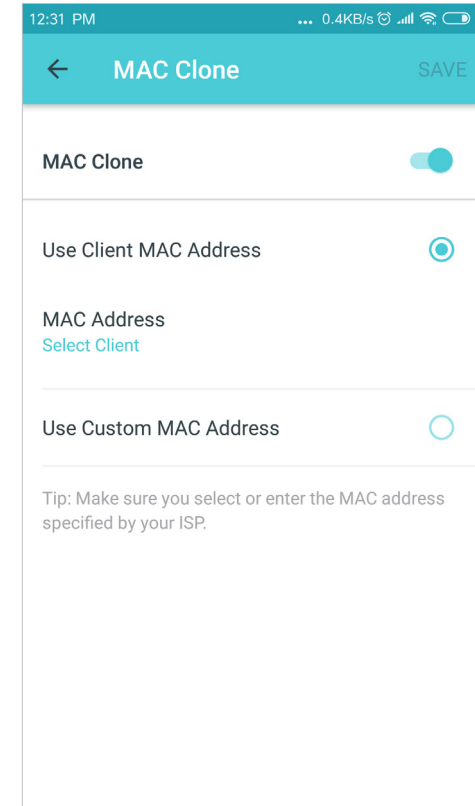 12:31 PM ... 0.4KB/s
MAC Clone SAVE
MAC Clone
Use Client MAC Address
MAC Address
Select Client
Use Custom MAC Address
Tip: Make sure you select or enter the MAC address
specified by your ISP.